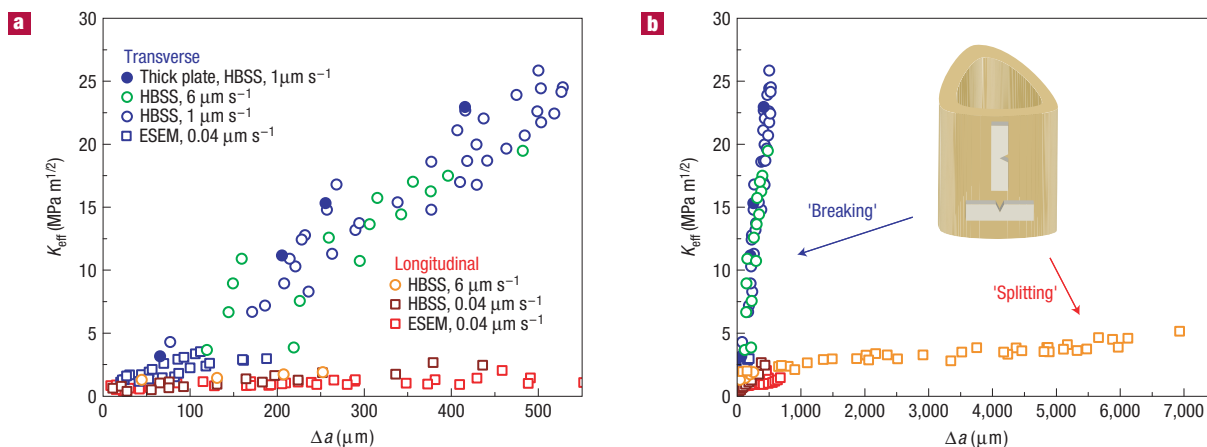 a
30
25
20
15
10
5
0
K_eff (MPa m^1/2)
Transverse
Thick plate, HBSS, 1µm s⁻¹
HBSS, 6 µm s⁻¹
HBSS, 1 µm s⁻¹
ESEM, 0.04 µm s⁻¹
Longitudinal
HBSS, 6 µm s⁻¹
HBSS, 0.04 µm s⁻¹
ESEM, 0.04 µm s⁻¹
0 100 200 300 400 500
Δa (µm)
b
30
25
20
15
10
5
0
K_eff (MPa m^1/2)
'Breaking'
'Splitting'
0 1,000 2,000 3,000 4,000 5,000 6,000 7,000
Δa (µm)